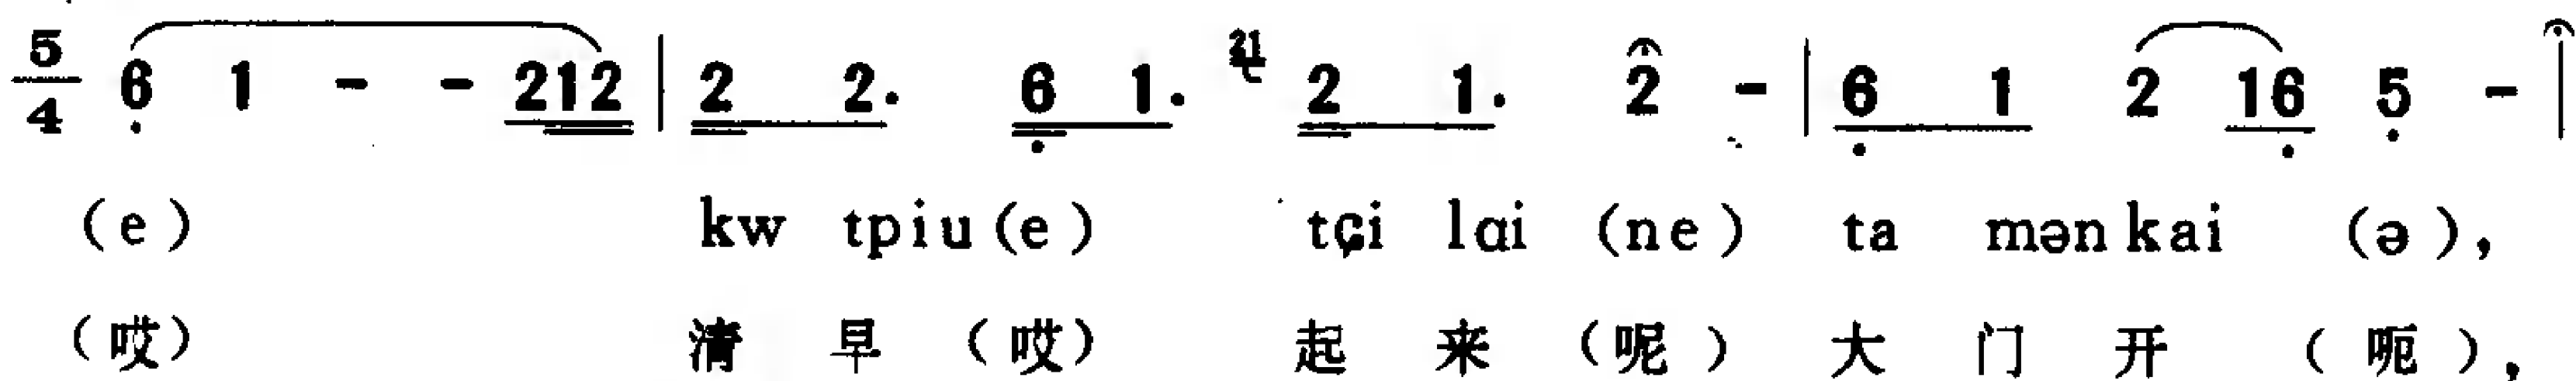 5/4 6 1 - - 212 | 2 2. 6 1. 21 2 1. 2 - | 6 1 2 16 5 - |
(e) kw tpiu(e) tɕi lɑi (ne) ta mən kai (ə),
(哎) 清 早 (哎) 起 来 (呢) 大 门 开 (呃),